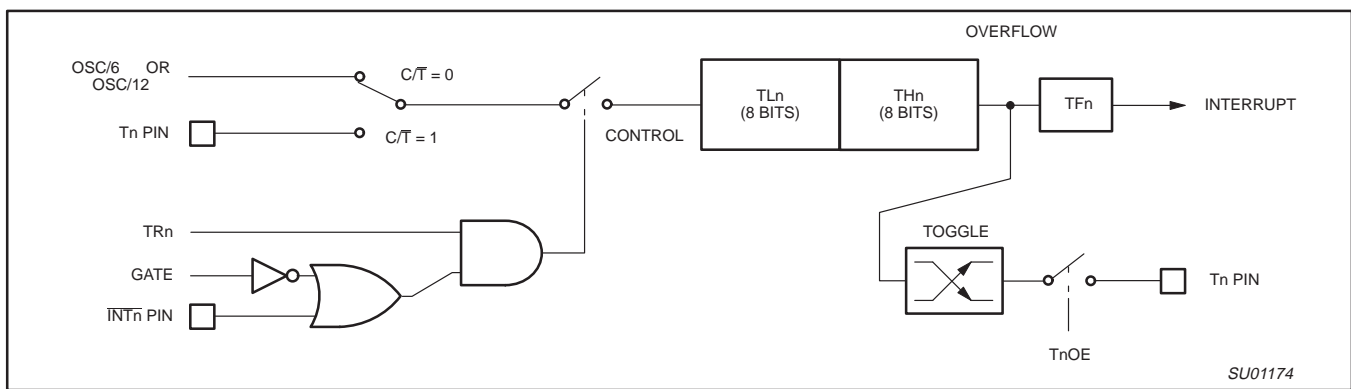 OVERFLOW
OSC/6 OR
OSC/12
C/T̅ = 0
TLn
(8 BITS)
THn
(8 BITS)
TFn
INTERRUPT
Tn PIN
C/T̅ = 1
CONTROL
TRn
TOGGLE
GATE
Tn PIN
I̅N̅T̅n̅ PIN
TnOE
SU01174